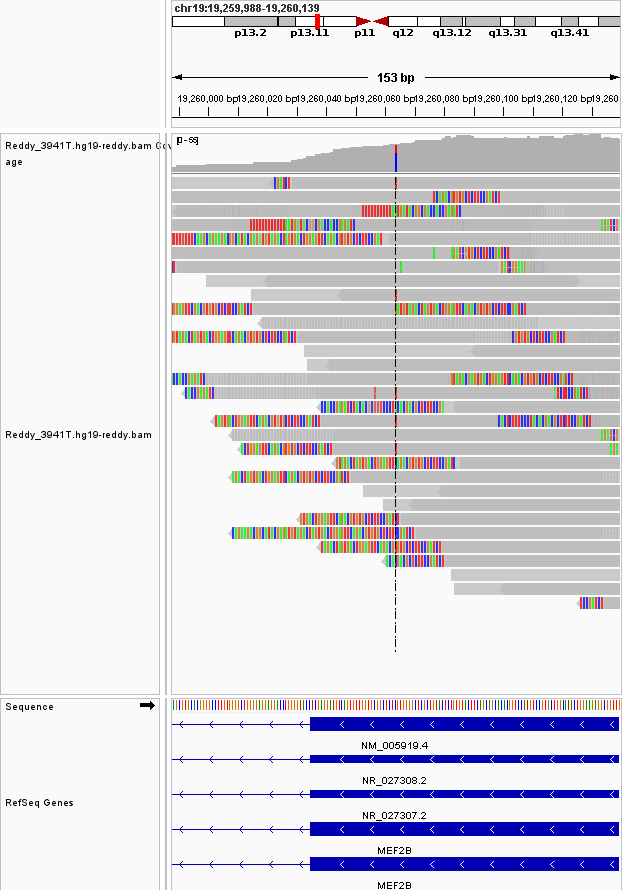 chr19:19,259,988-19,260,139
p13.2 p13.11 p11 q12 q13.12 q13.31 q13.41
153 bp
19,260,000 bp 19,260,020 bp 19,260,040 bp 19,260,060 bp 19,260,080 bp 19,260,100 bp 19,260,120 bp 19,260
Reddy_3941T.hg19-reddy.bam Cov
age
[0-55]
Reddy_3941T.hg19-reddy.bam
Sequence
NM_005919.4
NR_027308.2
RefSeq Genes
NR_027307.2
MEF2B
MEF2B